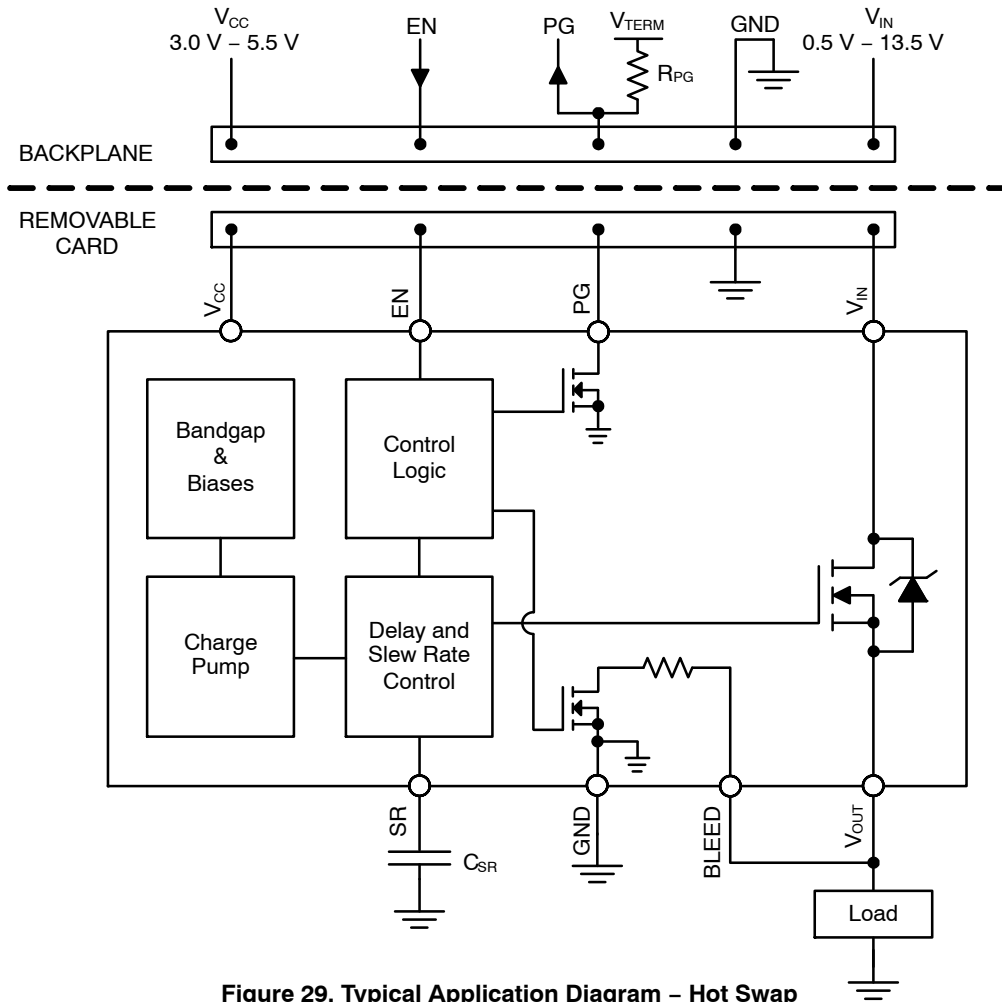 VCC
3.0 V – 5.5 V
EN
PG
VTERM
RPG
GND
VIN
0.5 V – 13.5 V
BACKPLANE
REMOVABLE
CARD
VCC
EN
PG
VIN
Bandgap
&
Biases
Control
Logic
Charge
Pump
Delay and
Slew Rate
Control
SR
CSR
GND
BLEED
VOUT
Load
Figure 29. Typical Application Diagram – Hot Swap